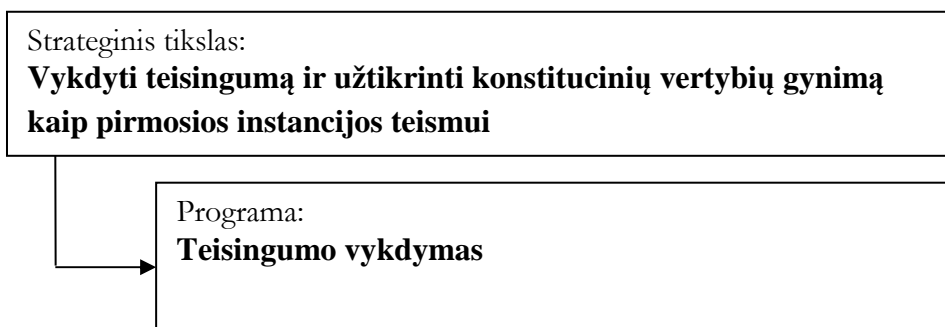 Strateginis tikslas:
Vykdyti teisingumą ir užtikrinti konstitucinių vertybių gynimą
kaip pirmosios instancijos teismui
Programa:
Teisingumo vykdymas